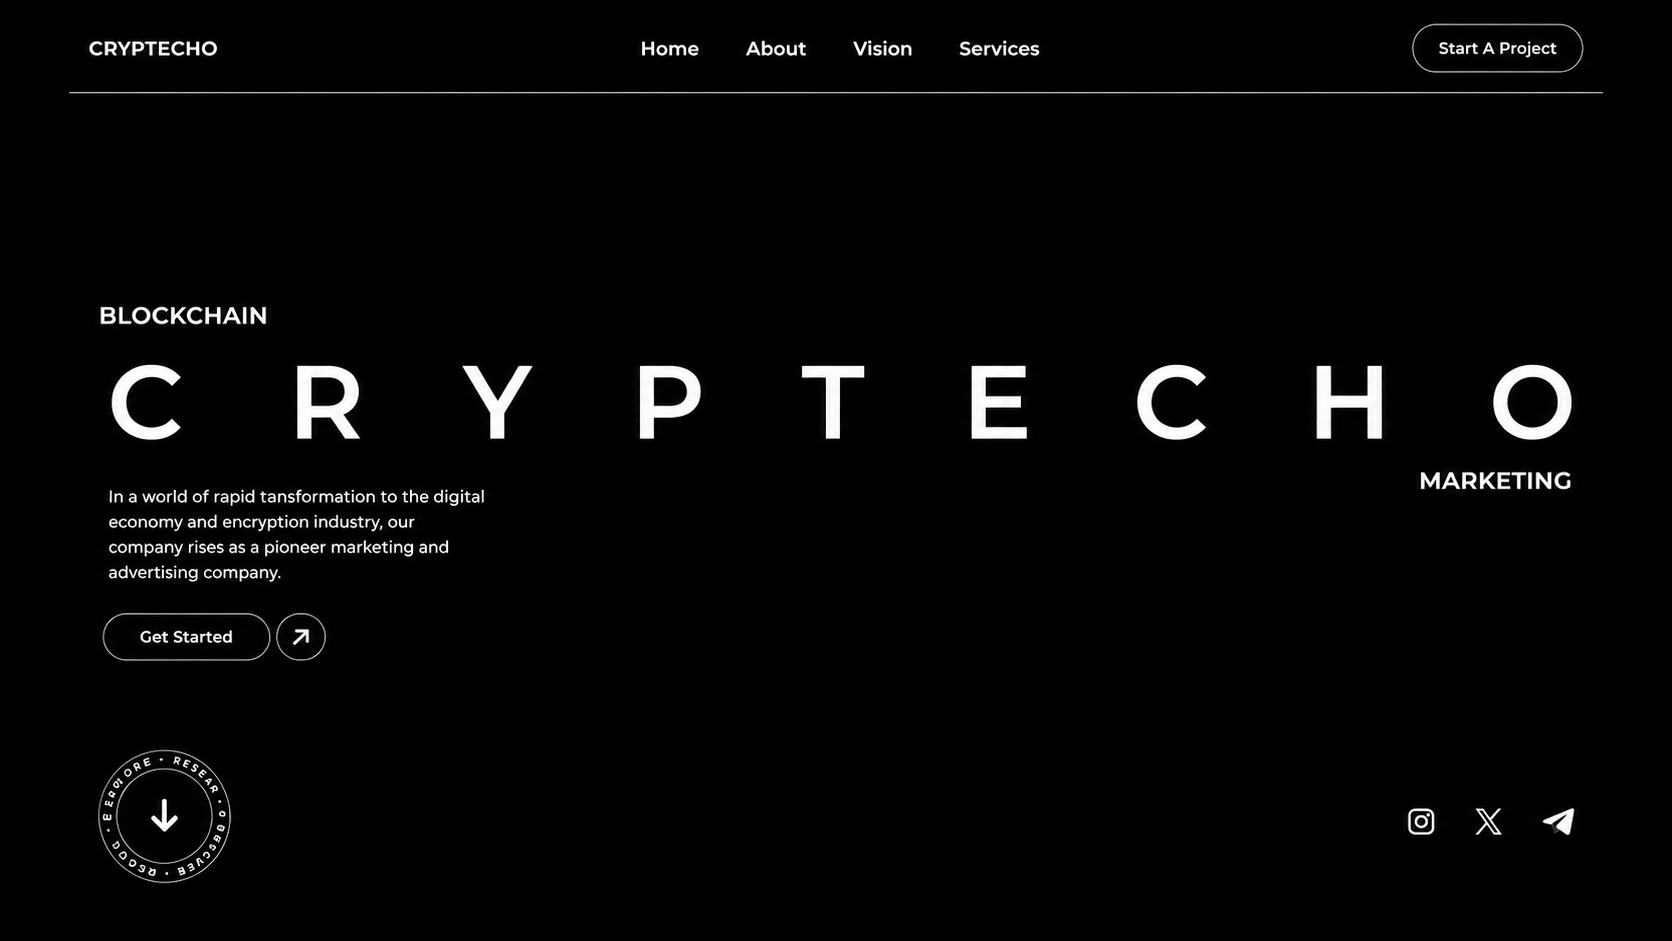 CRYPTECHO
Home About Vision Services
Start A Project
BLOCKCHAIN
CRYPTECHO
MARKETING
In a world of rapid tansformation to the digital
economy and encryption industry, our
company rises as a pioneer marketing and
advertising company.
Get Started